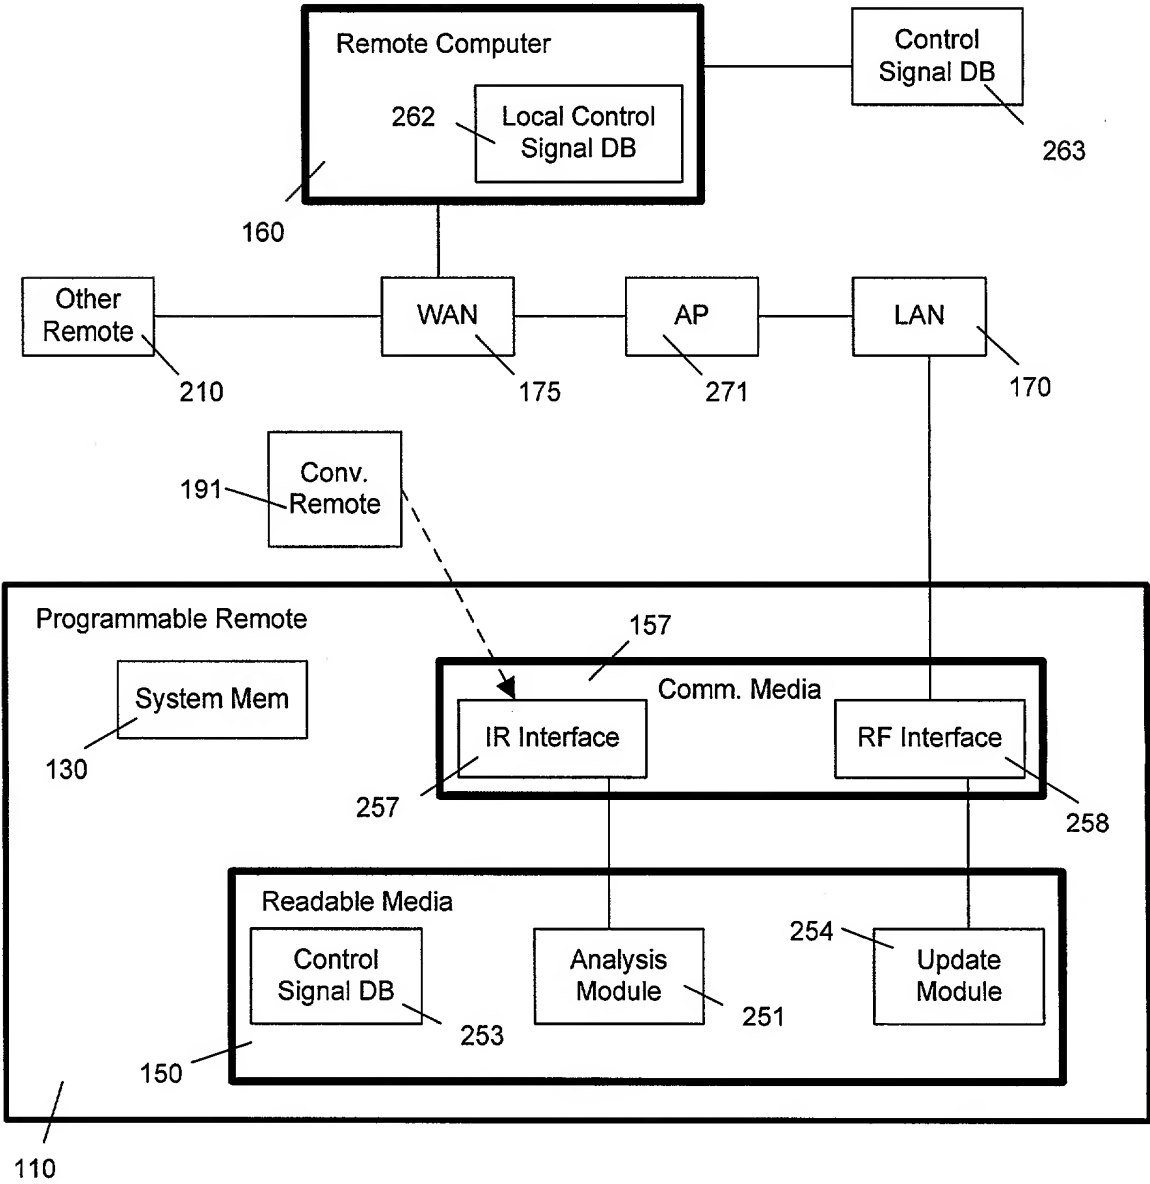 Remote Computer
Control
Signal DB
262
Local Control
Signal DB
263
160
Other
Remote
WAN
AP
LAN
210
175
271
170
Conv.
Remote
191
Programmable Remote
157
System Mem
Comm. Media
IR Interface
RF Interface
130
257
258
Readable Media
254
Control
Signal DB
Analysis
Module
Update
Module
253
251
150
110